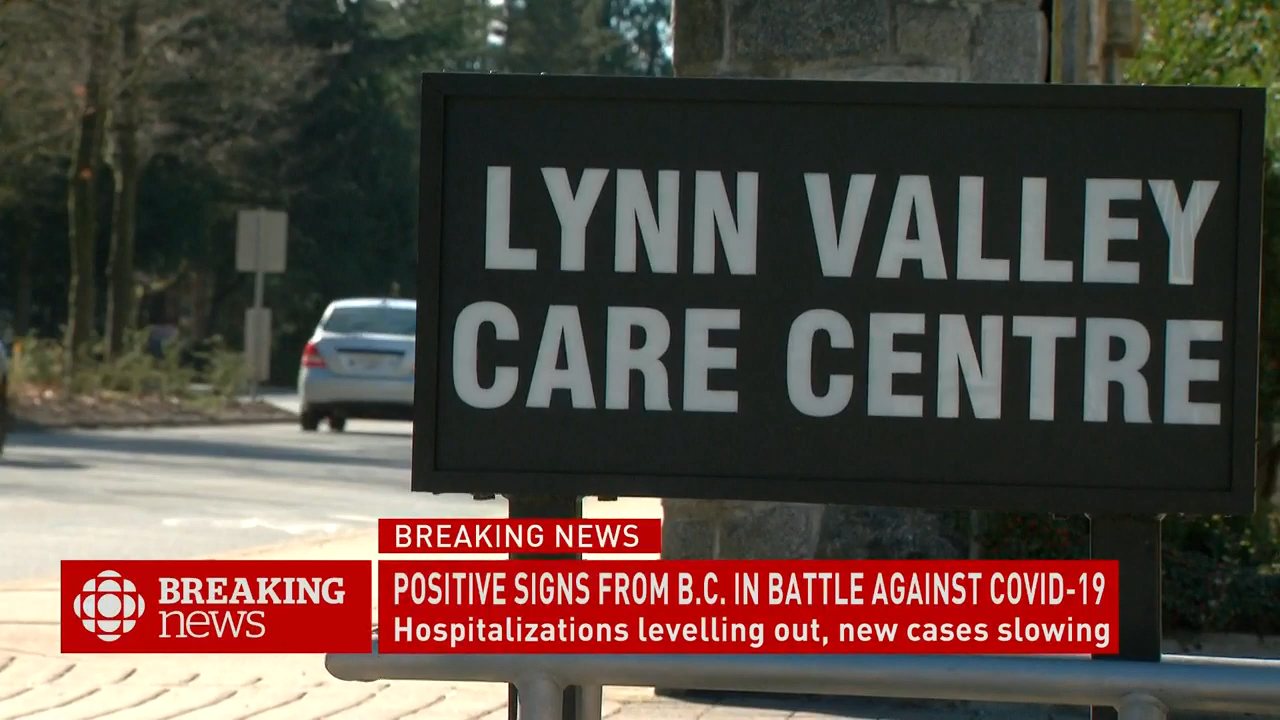 LYNN VALLEY
CARE CENTRE
BREAKING NEWS
BREAKING
news
POSITIVE SIGNS FROM B.C. IN BATTLE AGAINST COVID-19
Hospitalizations levelling out, new cases slowing